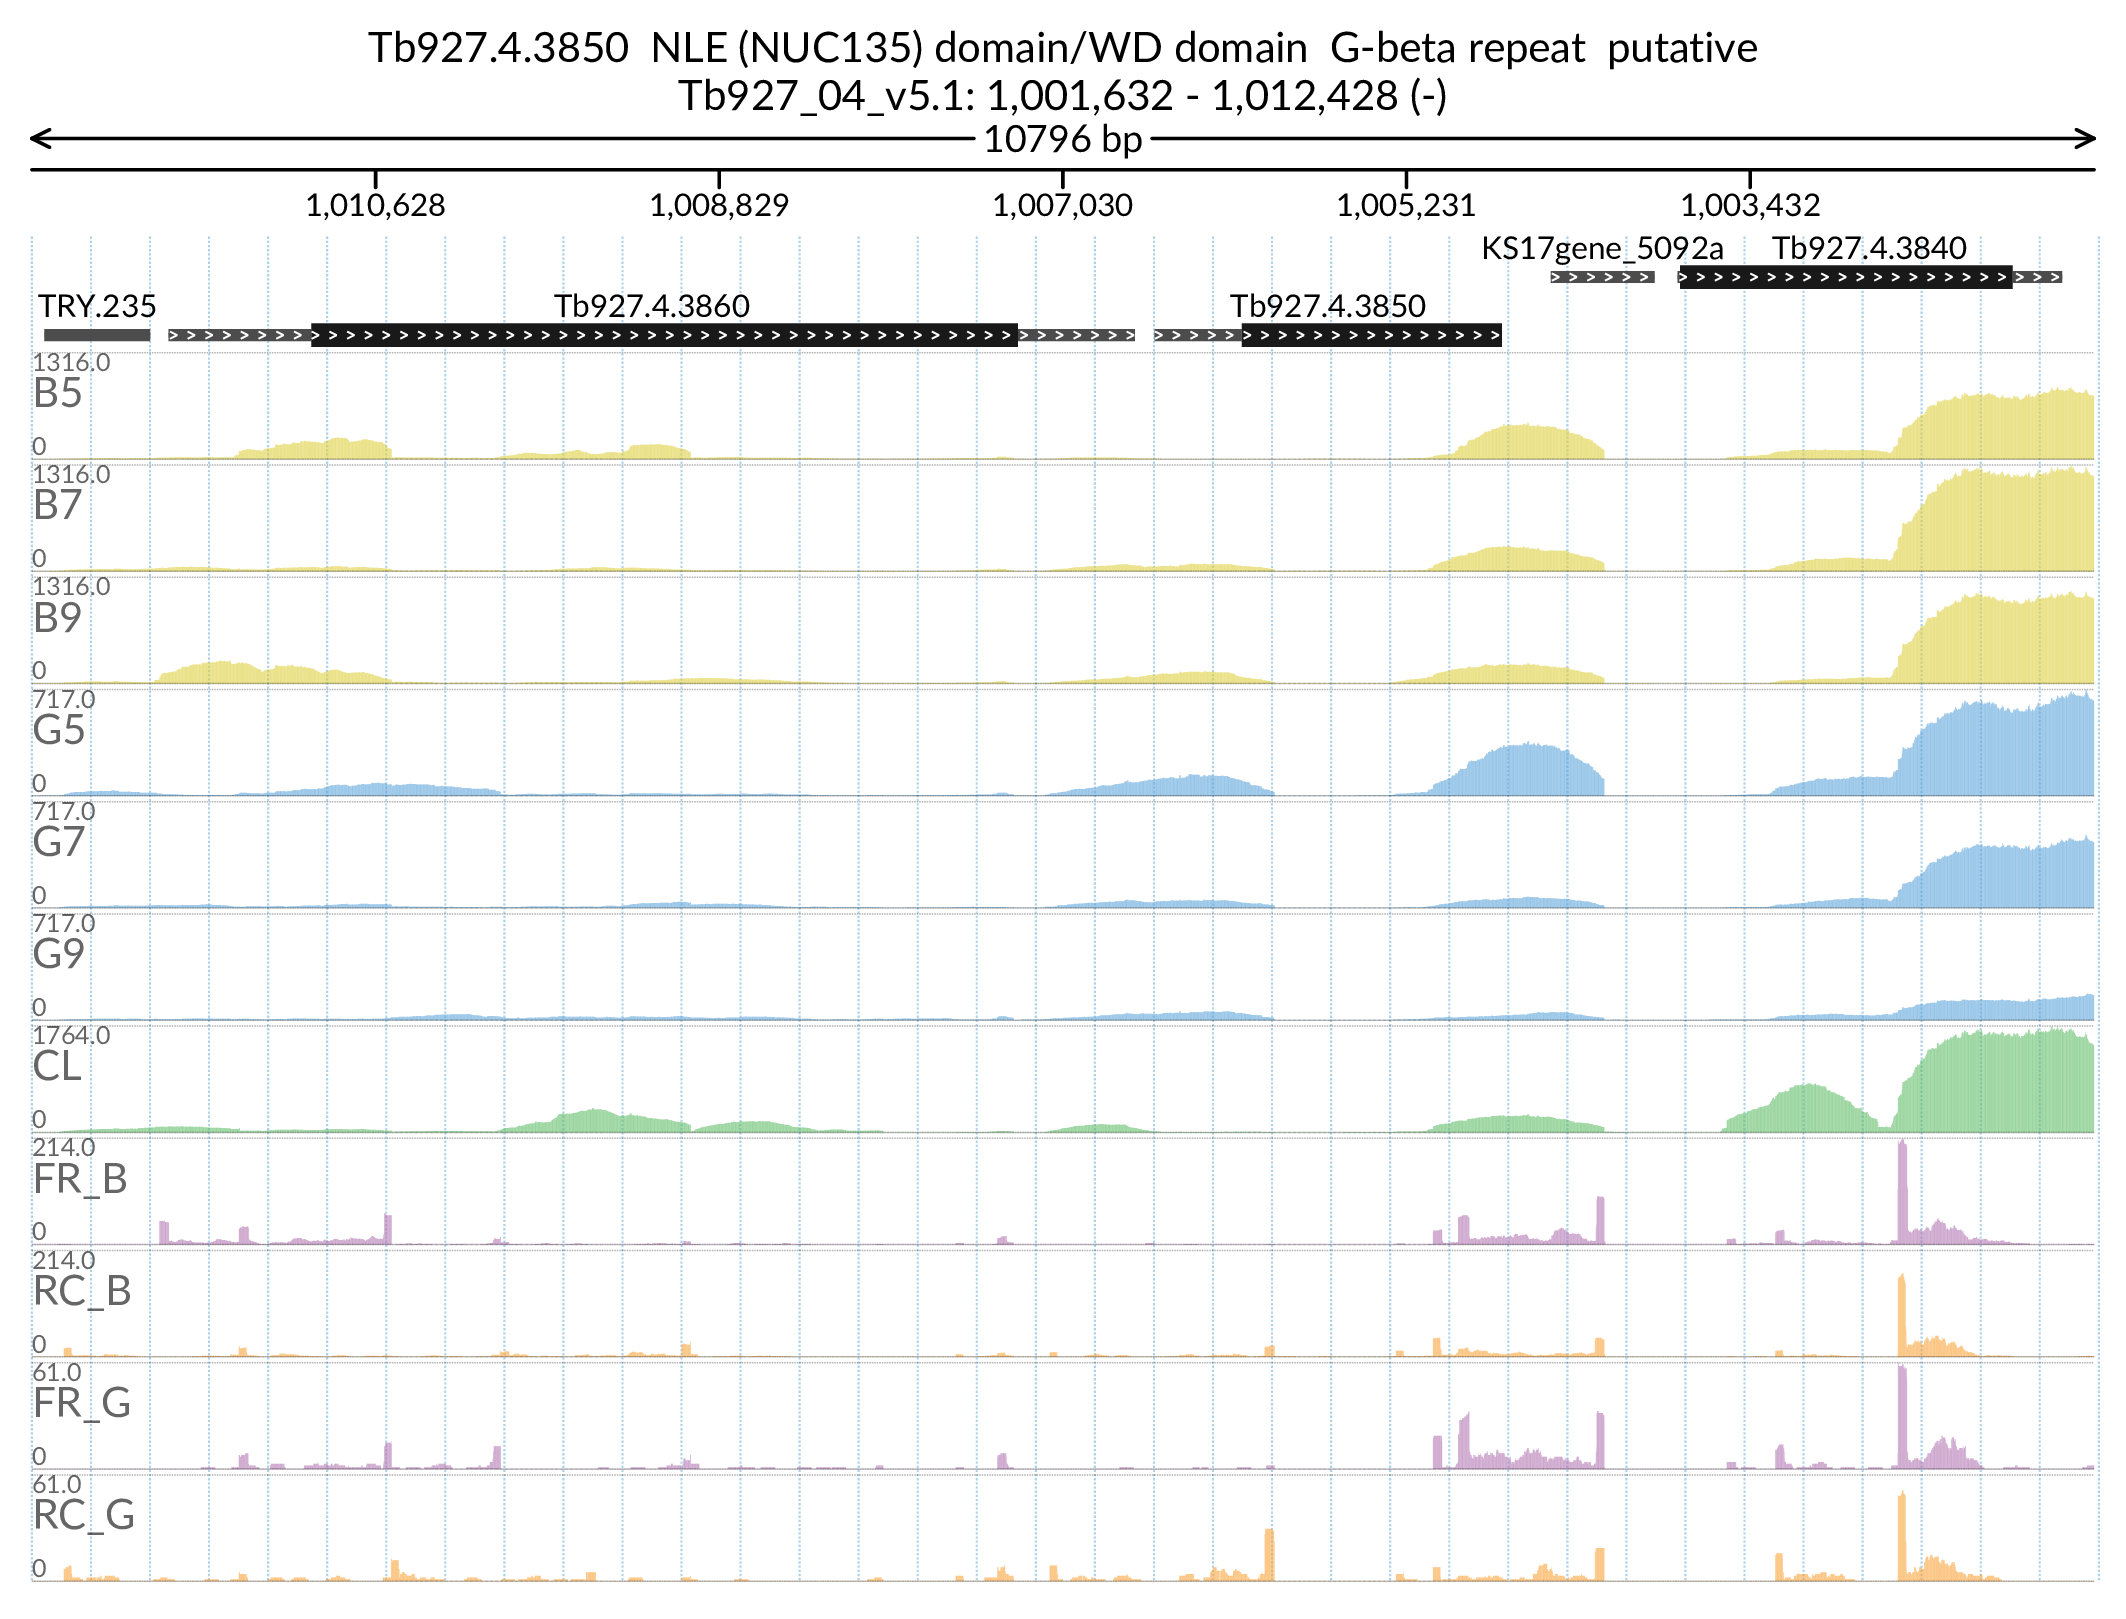 Tb927.4.3850  NLE (NUC135) domain/WD domain  G-beta repeat  putative
Tb927_04_v5.1: 1,001,632 - 1,012,428 (-)
10796 bp
1,010,628 1,008,829 1,007,030 1,005,231 1,003,432
KS17gene_5092a Tb927.4.3840
TRY.235 Tb927.4.3860 Tb927.4.3850
1316.0
B5
0
1316.0
B7
0
1316.0
B9
0
717.0
G5
0
717.0
G7
0
717.0
G9
0
1764.0
CL
0
214.0
FR_B
0
214.0
RC_B
0
61.0
FR_G
0
61.0
RC_G
0